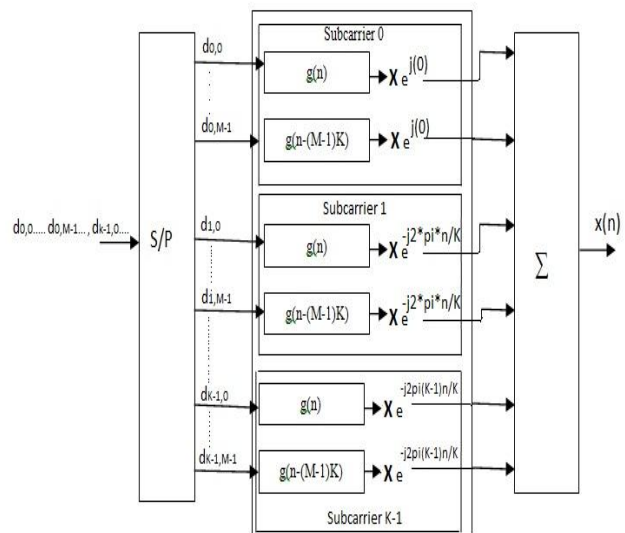 Subcarrier 0
d0,0
g(n)
X e^j(0)
d0,M-1
g(n-(M-1)K)
X e^j(0)
d0,0..... d0,M-1... , dk-1,0....
S/P
Subcarrier 1
d1,0
g(n)
X e^-j2*pi*n/K
d1,M-1
g(n-(M-1)K)
X e^-j2*pi*n/K
Σ
x(n)
dK-1,0
g(n)
X e^-j2pi(K-1)n/K
dK-1,M-1
g(n-(M-1)K)
X e^-j2pi(K-1)n/K
Subcarrier K-1